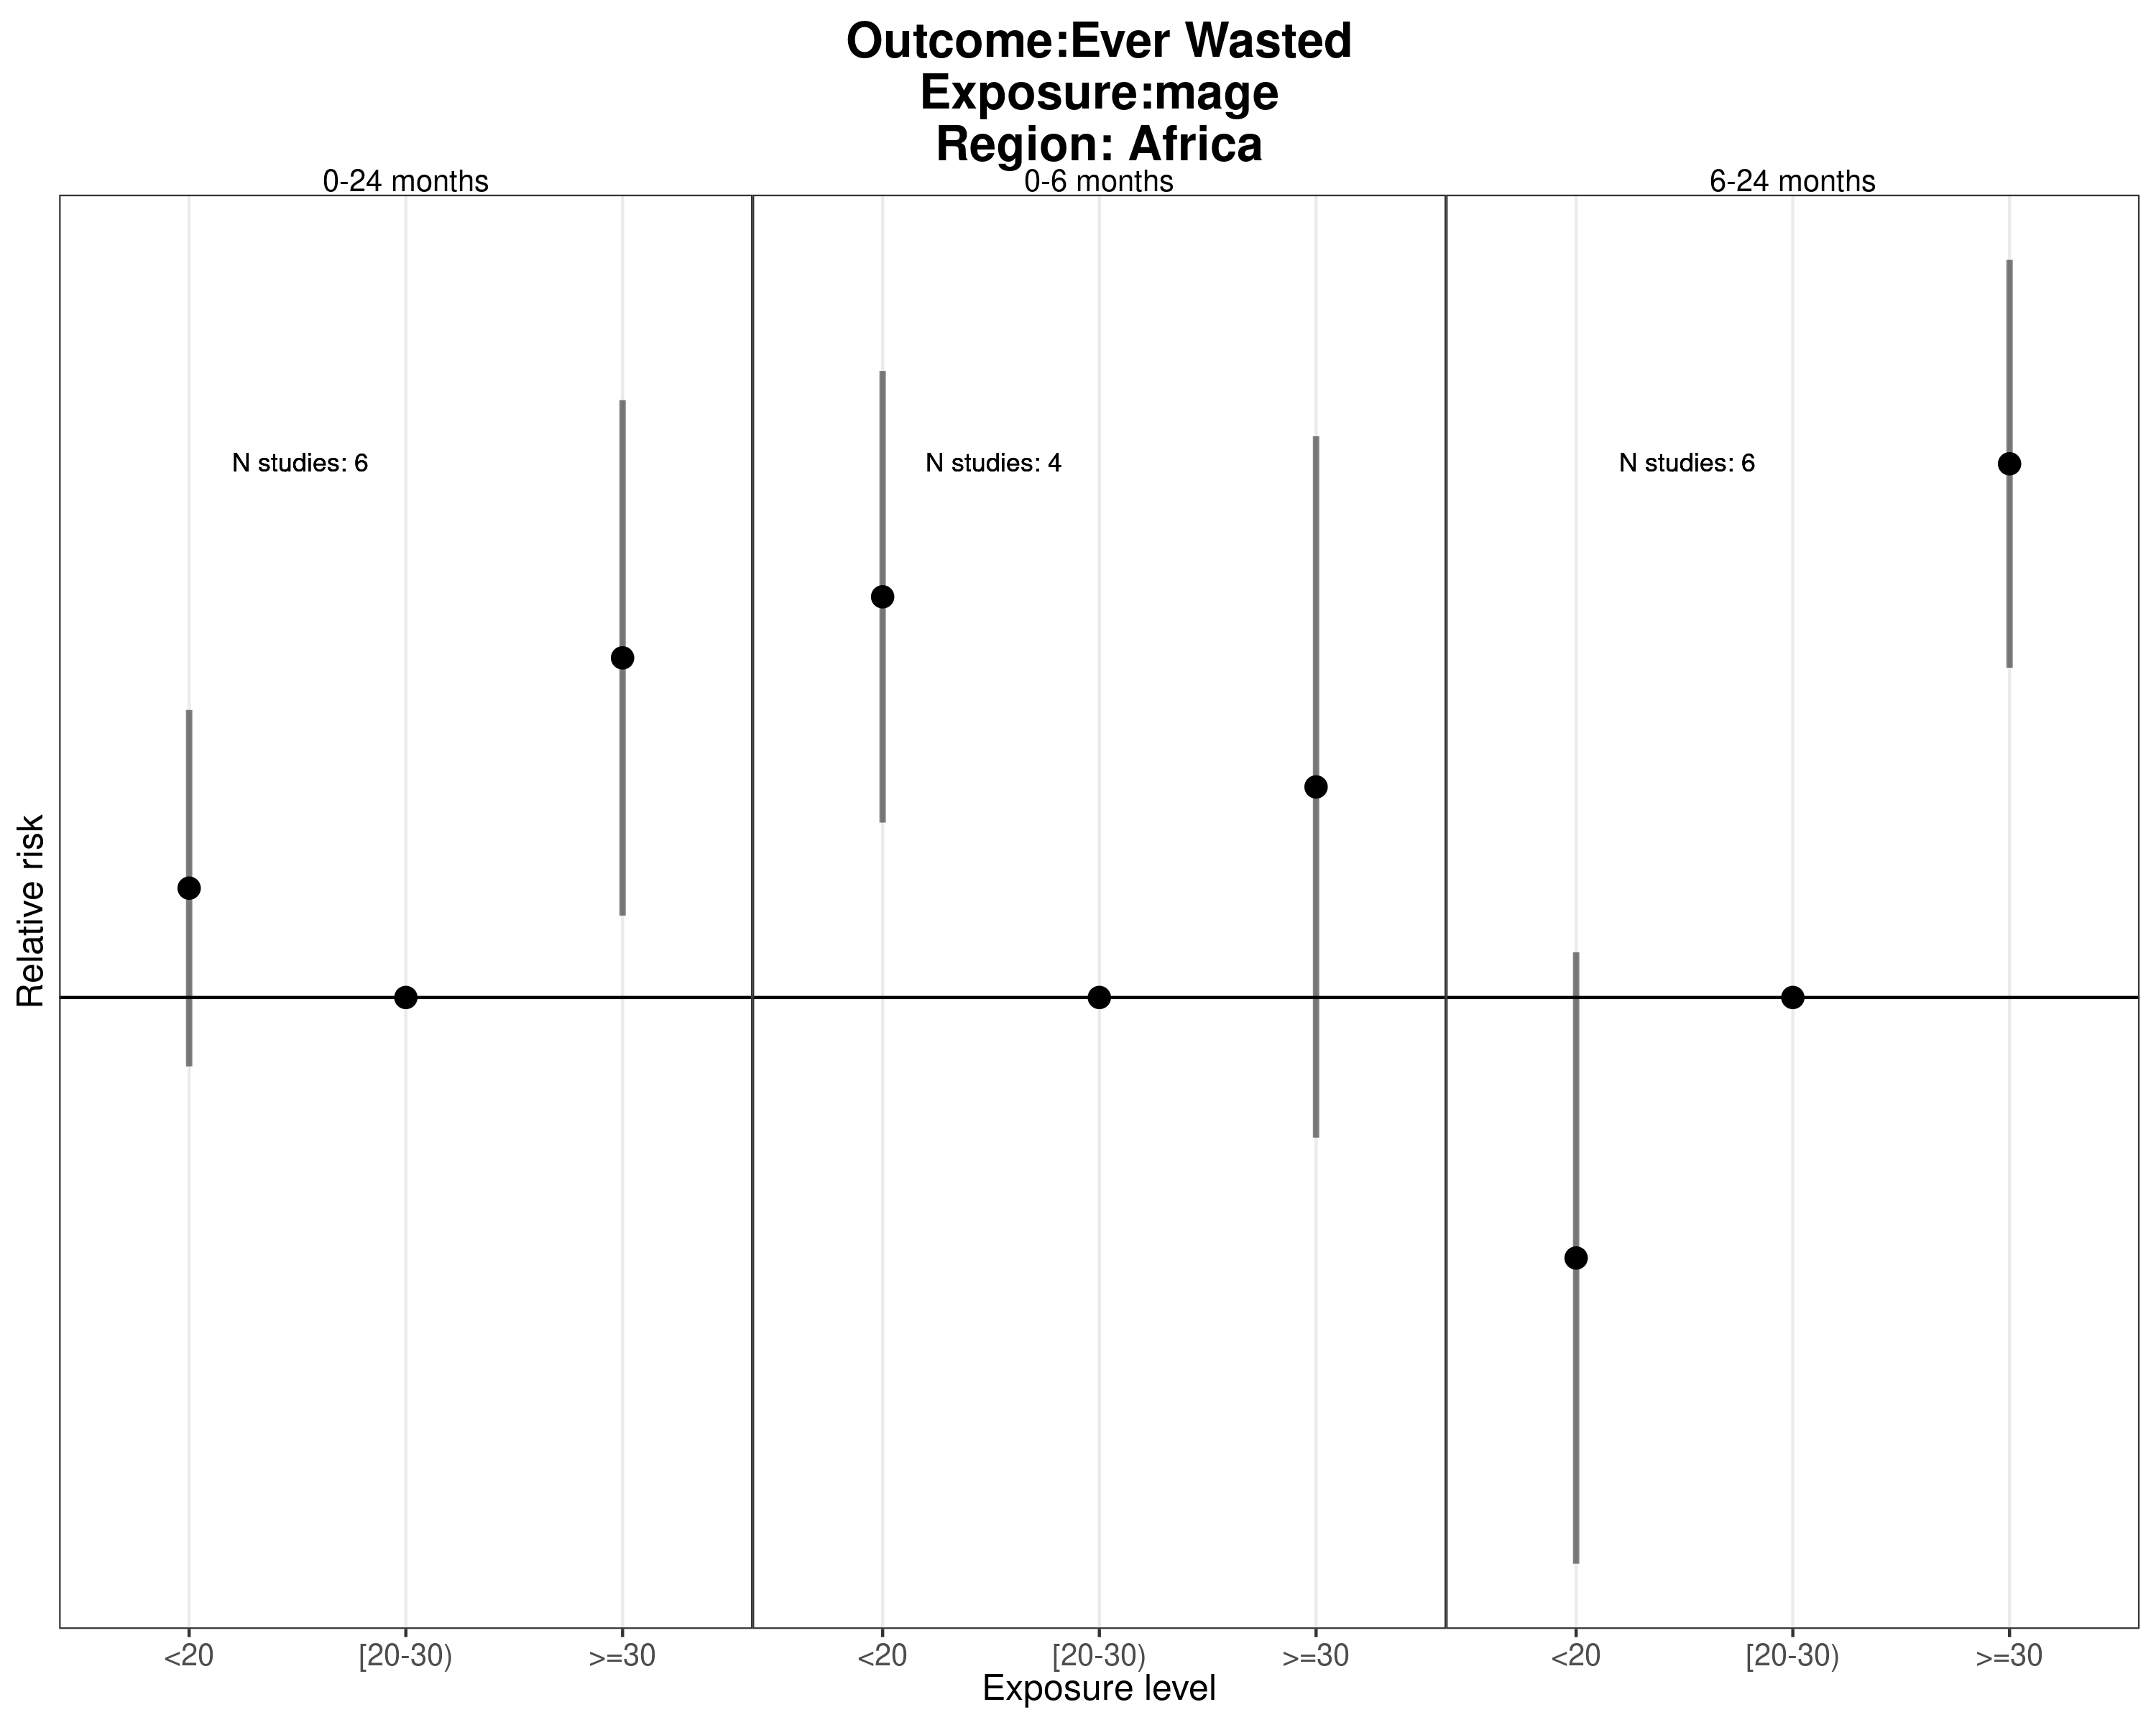 Outcome:Ever Wasted
Exposure:mage
Region: Africa
0-24 months
0-6 months
6-24 months
N studies: 6
N studies: 4
N studies: 6
Relative risk
<20
[20-30)
>=30
<20
[20-30)
>=30
<20
[20-30)
>=30
Exposure level